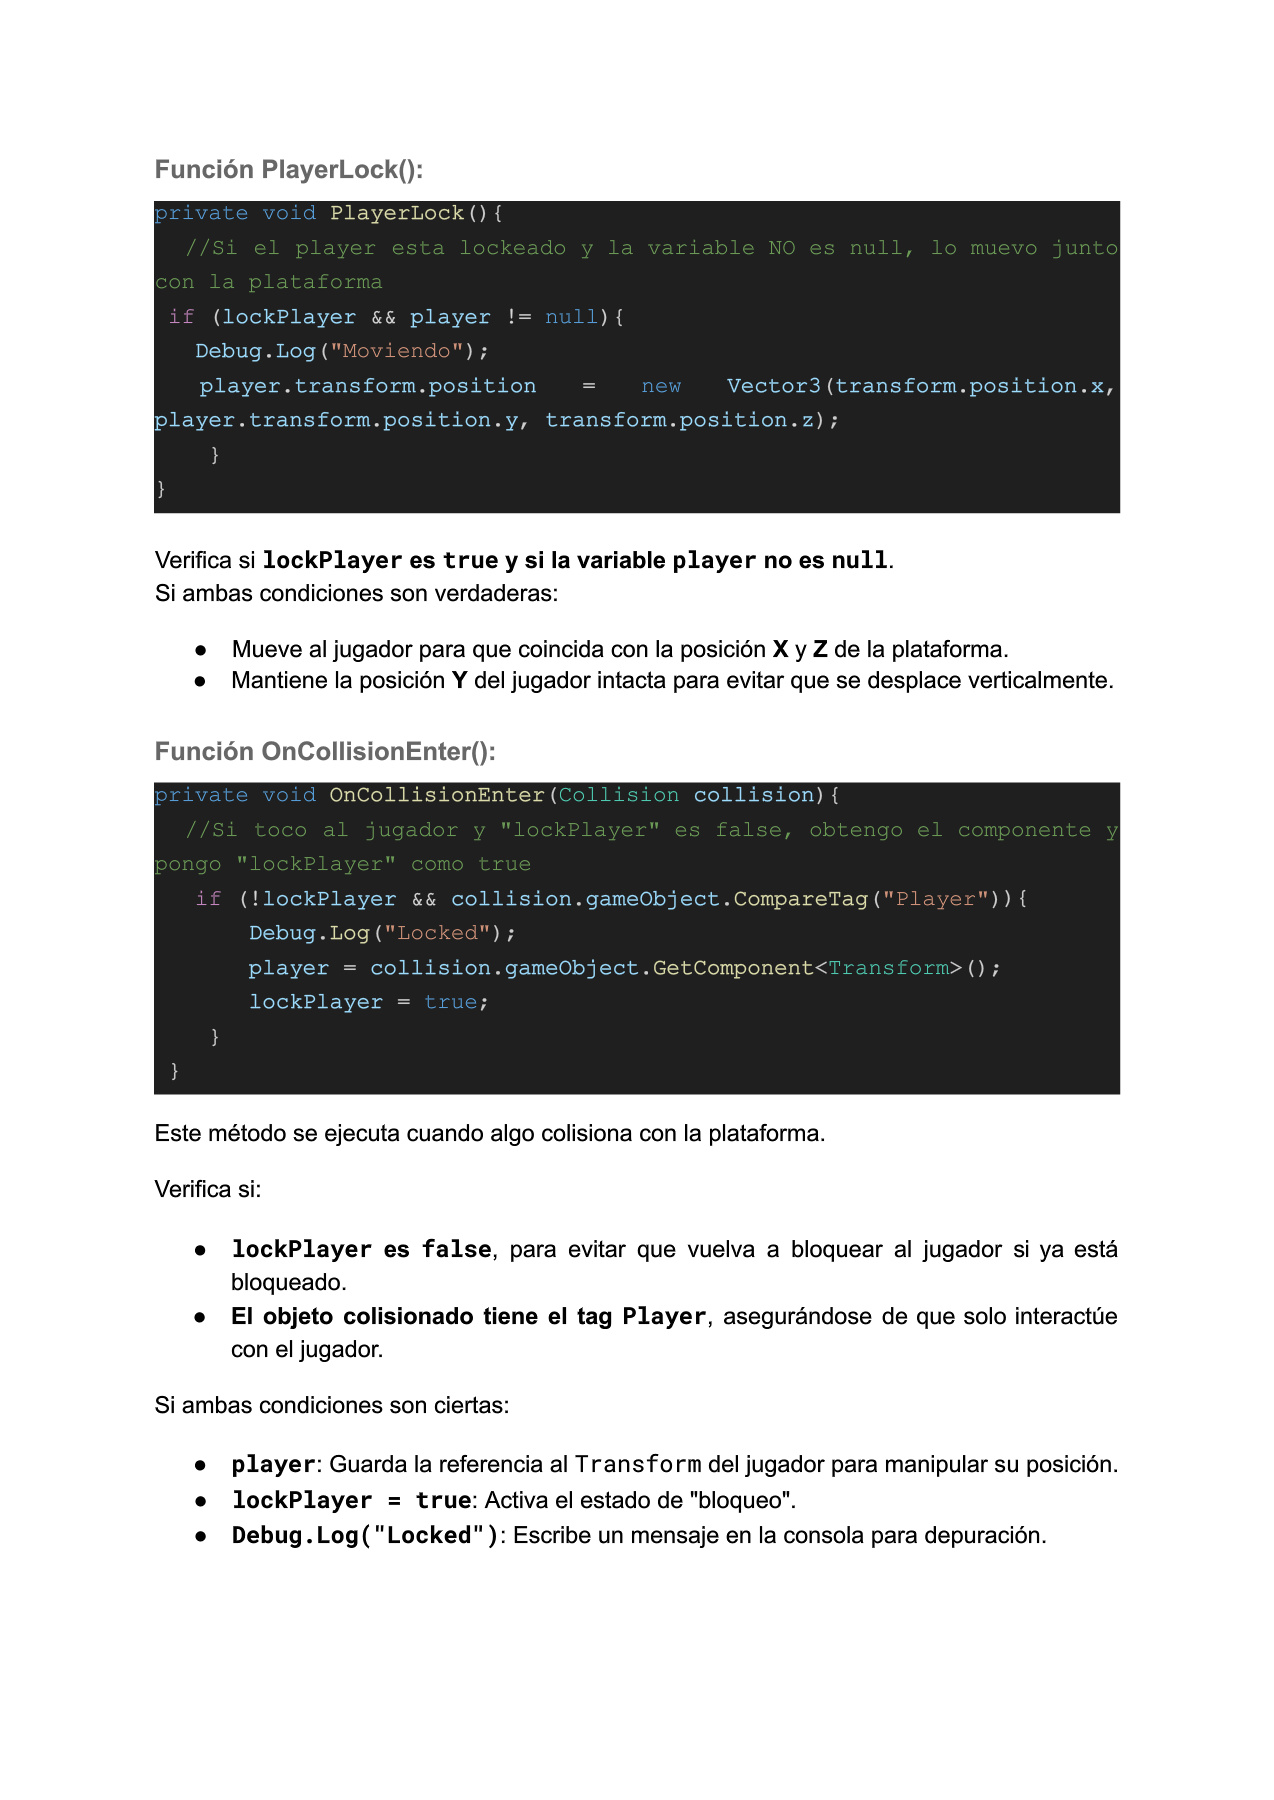 Función PlayerLock():
private void PlayerLock(){
//Si el player esta lockeado y la variable NO es null, lo muevo junto
con la plataforma
if (lockPlayer && player != null){
Debug.Log("Moviendo");
player.transform.position = new Vector3(transform.position.x,
player.transform.position.y, transform.position.z);
}
}
Verifica si lockPlayer es true y si la variable player no es null.
Si ambas condiciones son verdaderas:
● Mueve al jugador para que coincida con la posición X y Z de la plataforma.
● Mantiene la posición Y del jugador intacta para evitar que se desplace verticalmente.
Función OnCollisionEnter():
private void OnCollisionEnter(Collision collision){
//Si toco al jugador y "lockPlayer" es false, obtengo el componente y
pongo "lockPlayer" como true
if (!lockPlayer && collision.gameObject.CompareTag("Player")){
Debug.Log("Locked");
player = collision.gameObject.GetComponent<Transform>();
lockPlayer = true;
}
}
Este método se ejecuta cuando algo colisiona con la plataforma.
Verifica si:
● lockPlayer es false, para evitar que vuelva a bloquear al jugador si ya está
bloqueado.
● El objeto colisionado tiene el tag Player, asegurándose de que solo interactúe
con el jugador.
Si ambas condiciones son ciertas:
● player: Guarda la referencia al Transform del jugador para manipular su posición.
● lockPlayer = true: Activa el estado de "bloqueo".
● Debug.Log("Locked"): Escribe un mensaje en la consola para depuración.